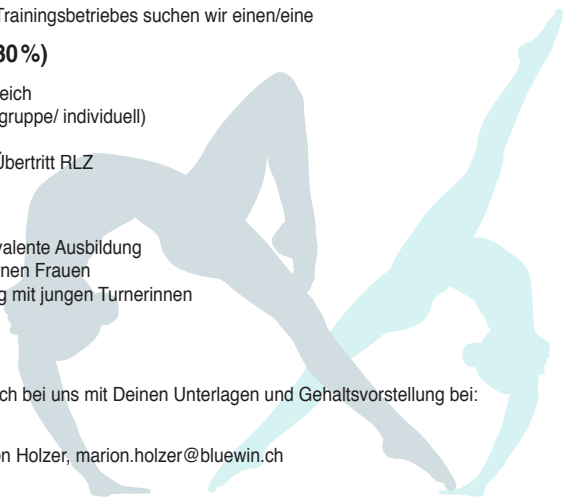 Trainingsbetriebes suchen wir einen/eine
30%)
eich
gruppe/ individuell)
Übertritt RLZ
valente Ausbildung
nen Frauen
g mit jungen Turnerinnen
ch bei uns mit Deinen Unterlagen und Gehaltsvorstellung bei:
n Holzer, marion.holzer@bluewin.ch